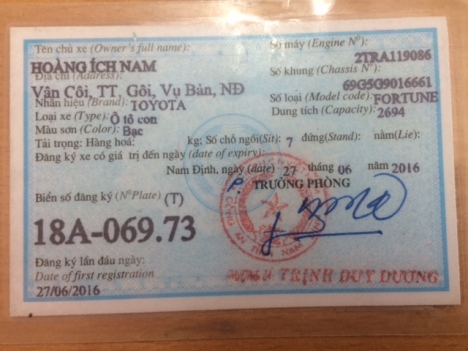 Tên chủ xe (Owner's full name):
HOÀNG ÍCH NAM
Địa chỉ (Address):
Vân Côi, TT, Gôi, Vụ Bản, NĐ
Nhãn hiệu (Brand): TOYOTA
Loại xe (Type): Ô tô con
Màu sơn (Color): Bạc
Số máy (Engine Nº):
2TRA119086
Số khung (Chassis Nº):
69G5G9016661
Số loại (Model code): FORTUNE
Dung tích (Capacity): 2694
Tải trọng: Hàng hoá: kg; Số chỗ ngồi(Sit): 7 đứng(Stand): nằm(Lie):
Đăng ký xe có giá trị đến ngày (date of expiry):
Nam Định, ngày (date) 27 tháng 06 năm 2016
P. TRƯỞNG PHÒNG
Biển số đăng ký (NºPlate) (T)
18A-069.73
Đăng ký lần đầu ngày:
Date of first registration
27/06/2016
TRỊNH DUY DƯƠNG